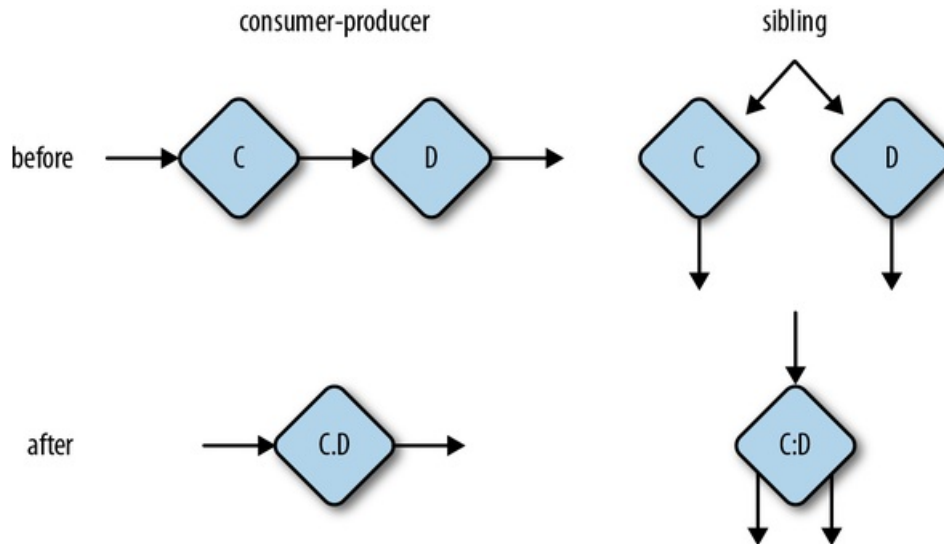 consumer-producer
sibling
before
C
D
C
D
after
C.D
C:D